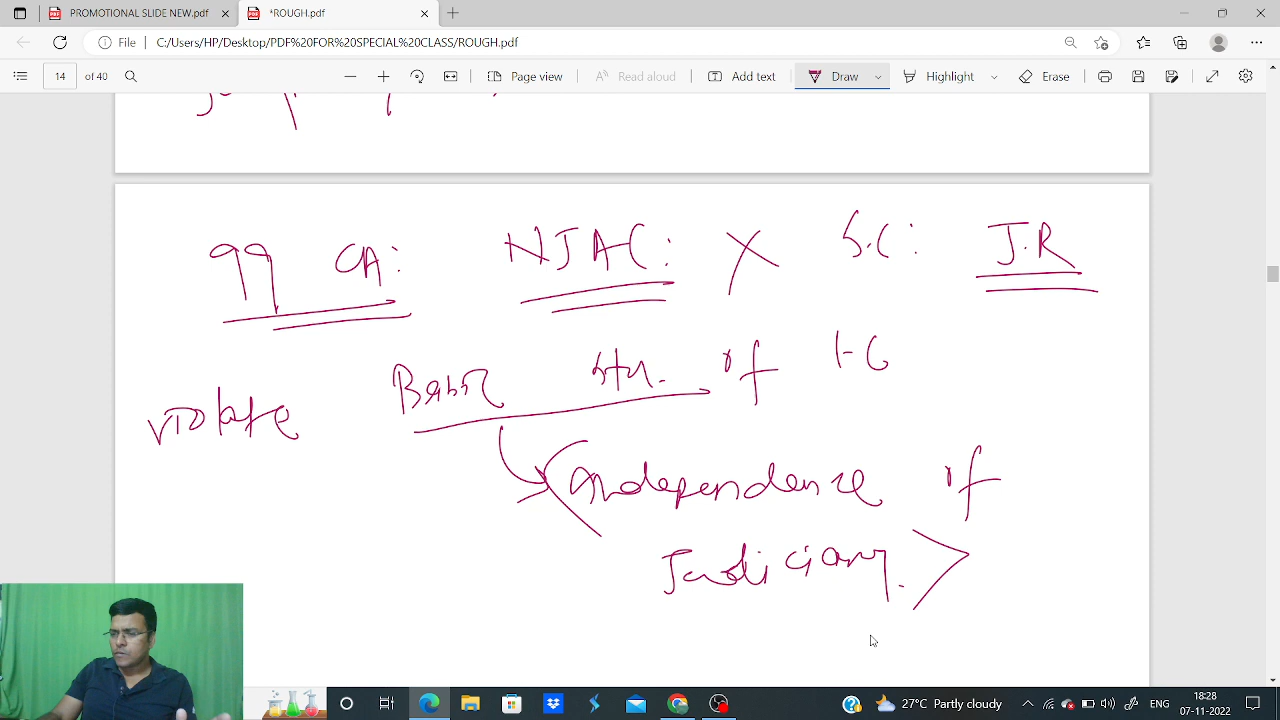 PROMOTIONAL SLIDE NEW.pdf
*ROUGH.pdf
File C:/Users/HP/Desktop/PDF%20FOR%20SPECIAL%20CLASS/ROUGH.pdf
14 of 40 Page view Read aloud Add text Draw Highlight Erase
99 CA: NJAC: X S.C: J.R
violate Basic Str. of
Independence of
Judiciary.
27°C Partly cloudy ENG 18:28
07-11-2022